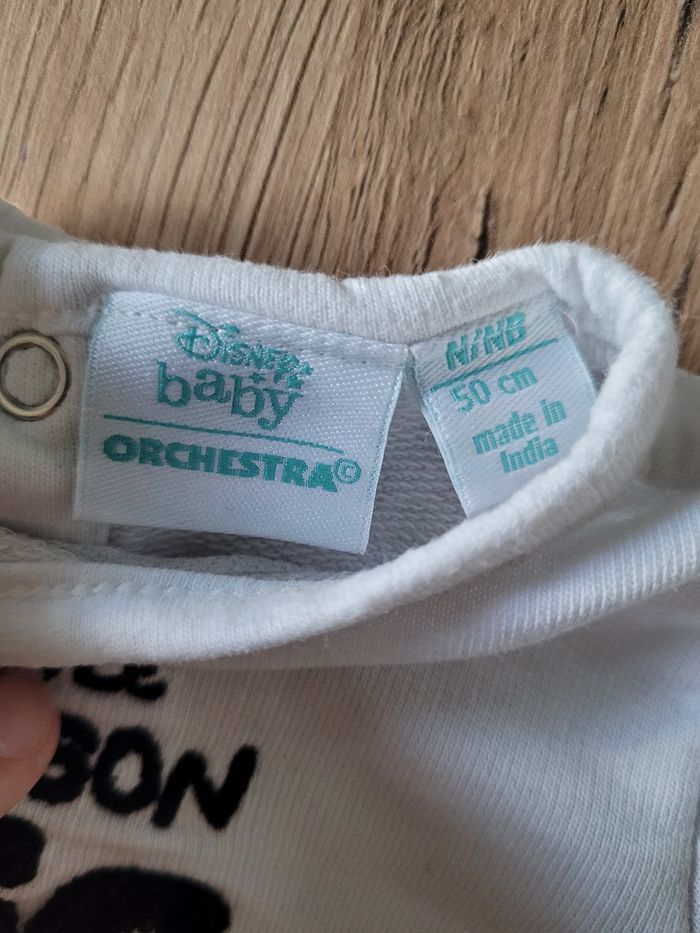 Disney
baby
ORCHESTRA©
N/NB
50 cm
made in
India
BON